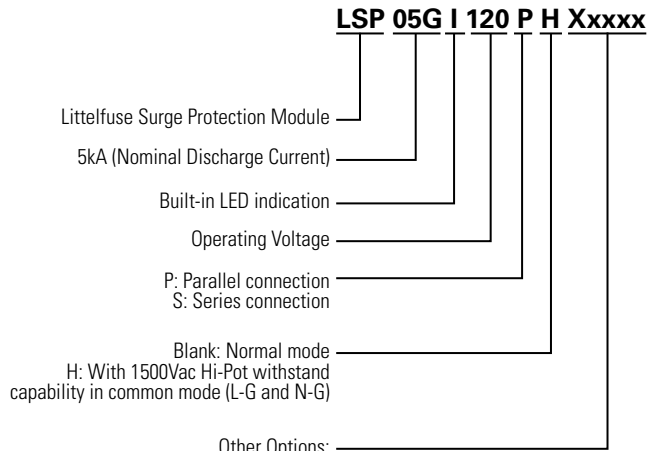 LSP 05G I 120 P H Xxxxx
Littelfuse Surge Protection Module
5kA (Nominal Discharge Current)
Built-in LED indication
Operating Voltage
P: Parallel connection
S: Series connection
Blank: Normal mode
H: With 1500Vac Hi-Pot withstand
capability in common mode (L-G and N-G)
Other Options: